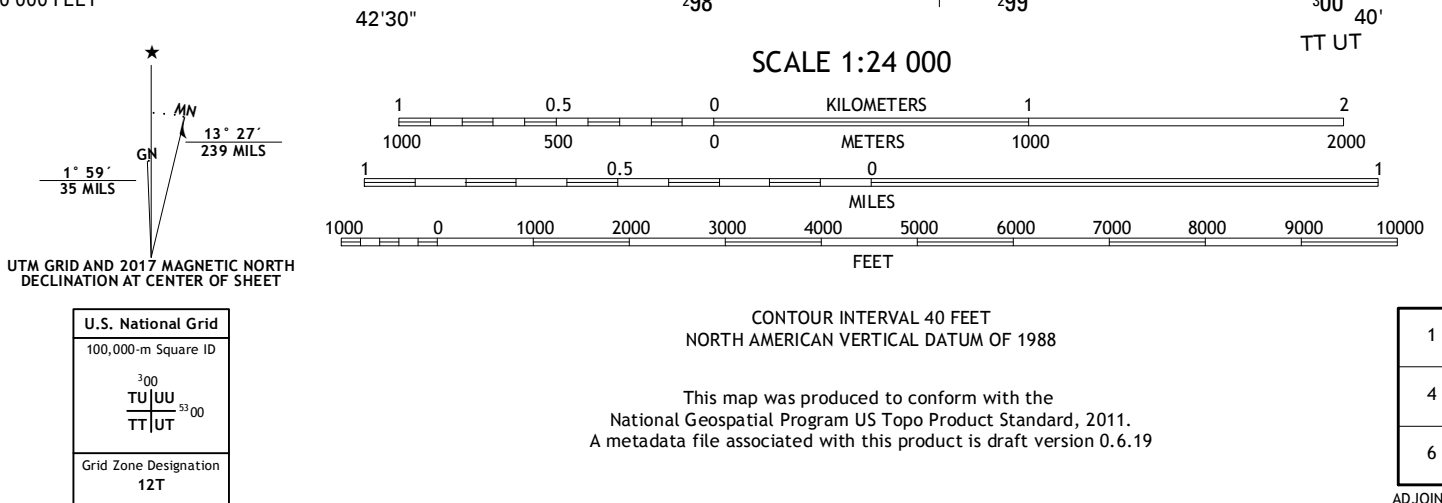 0 000 FEET
42'30"
²98
²99
³00
40'
TT UT
SCALE 1:24 000
1 0.5 0 KILOMETERS 1 2
1000 500 0 METERS 1000 2000
1 0.5 0 1
MILES
1000 0 1000 2000 3000 4000 5000 6000 7000 8000 9000 10000
FEET
★
MN
GN
13° 27´
239 MILS
1° 59´
35 MILS
UTM GRID AND 2017 MAGNETIC NORTH
DECLINATION AT CENTER OF SHEET
U.S. National Grid
100,000-m Square ID
³00
TU UU
⁵³00
TT UT
Grid Zone Designation
12T
CONTOUR INTERVAL 40 FEET
NORTH AMERICAN VERTICAL DATUM OF 1988
This map was produced to conform with the
National Geospatial Program US Topo Product Standard, 2011.
A metadata file associated with this product is draft version 0.6.19
1
4
6
ADJOIN